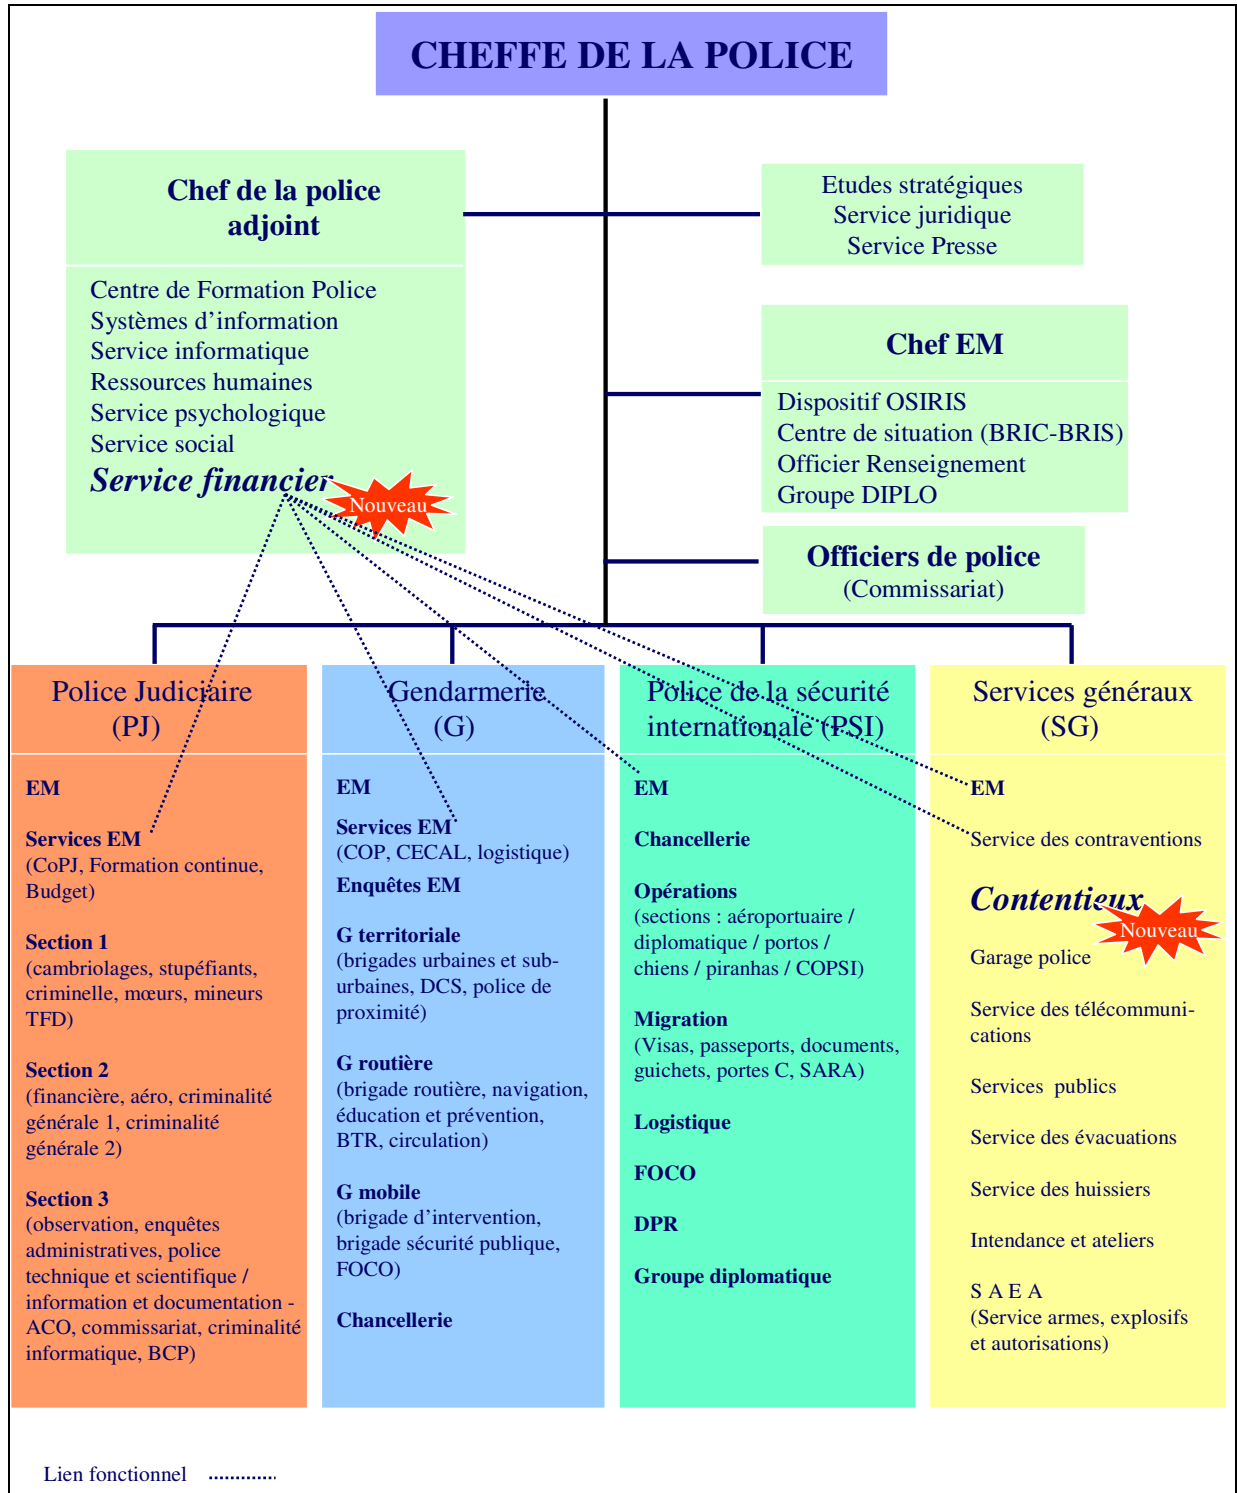 CHEFFE DE LA POLICE
Chef de la police
adjoint
Centre de Formation Police
Systèmes d'information
Service informatique
Ressources humaines
Service psychologique
Service social
Service financier
Nouveau
Etudes stratégiques
Service juridique
Service Presse
Chef EM
Dispositif OSIRIS
Centre de situation (BRIC-BRIS)
Officier Renseignement
Groupe DIPLO
Officiers de police
(Commissariat)
Police Judiciaire
(PJ)
EM
Services EM
(CoPJ, Formation continue,
Budget)
Section 1
(cambriolages, stupéfiants,
criminelle, mœurs, mineurs
TFD)
Section 2
(financière, aéro, criminalité
générale 1, criminalité
générale 2)
Section 3
(observation, enquêtes
administratives, police
technique et scientifique /
information et documentation -
ACO, commissariat, criminalité
informatique, BCP)
Gendarmerie
(G)
EM
Services EM
(COP, CECAL, logistique)
Enquêtes EM
G territoriale
(brigades urbaines et sub-
urbaines, DCS, police de
proximité)
G routière
(brigade routière, navigation,
éducation et prévention,
BTR, circulation)
G mobile
(brigade d'intervention,
brigade sécurité publique,
FOCO)
Chancellerie
Police de la sécurité
internationale (PSI)
EM
Chancellerie
Opérations
(sections : aéroportuaire /
diplomatique / portos /
chiens / piranhas / COPSI)
Migration
(Visas, passeports, documents,
guichets, portes C, SARA)
Logistique
FOCO
DPR
Groupe diplomatique
Services généraux
(SG)
EM
Service des contraventions
Contentieux
Nouveau
Garage police
Service des télécommuni-
cations
Services  publics
Service des évacuations
Service des huissiers
Intendance et ateliers
S A E A
(Service armes, explosifs
et autorisations)
Lien fonctionnel